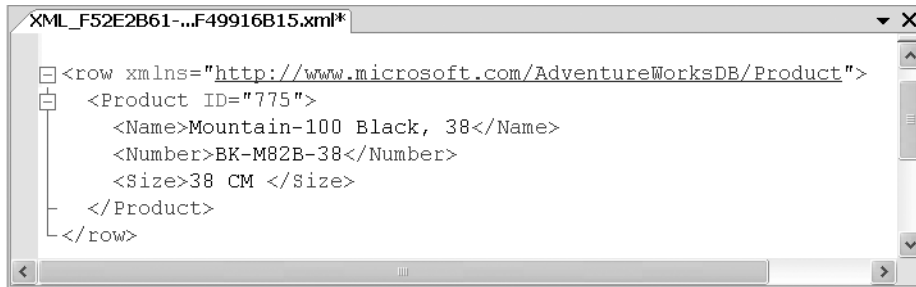 XML_F52E2B61-...F49916B15.xml*
<row xmlns="http://www.microsoft.com/AdventureWorksDB/Product">
<Product ID="775">
<Name>Mountain-100 Black, 38</Name>
<Number>BK-M82B-38</Number>
<Size>38 CM </Size>
</Product>
</row>